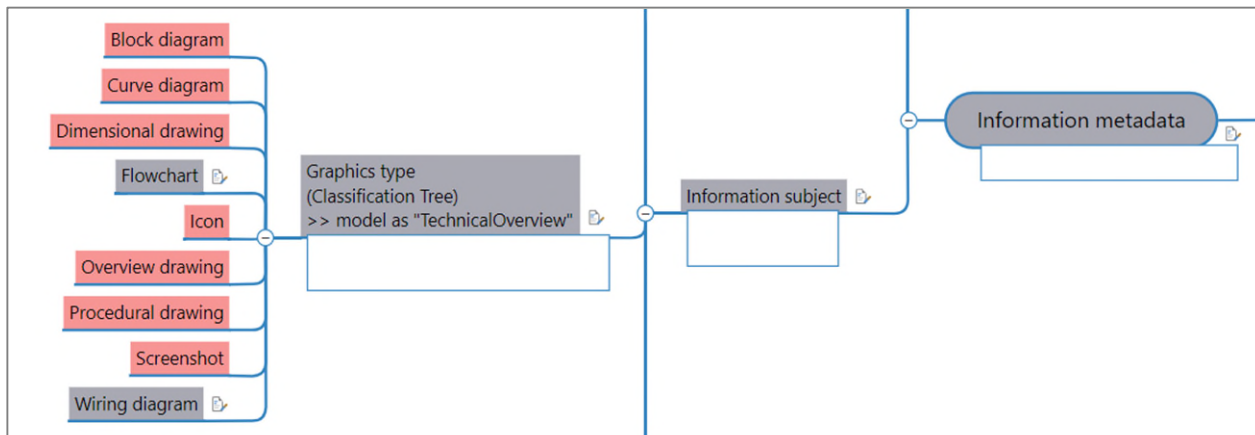 Block diagram
Curve diagram
Dimensional drawing
Flowchart
Icon
Overview drawing
Procedural drawing
Screenshot
Wiring diagram
Graphics type
(Classification Tree)
>> model as "TechnicalOverview"
Information subject
Information metadata